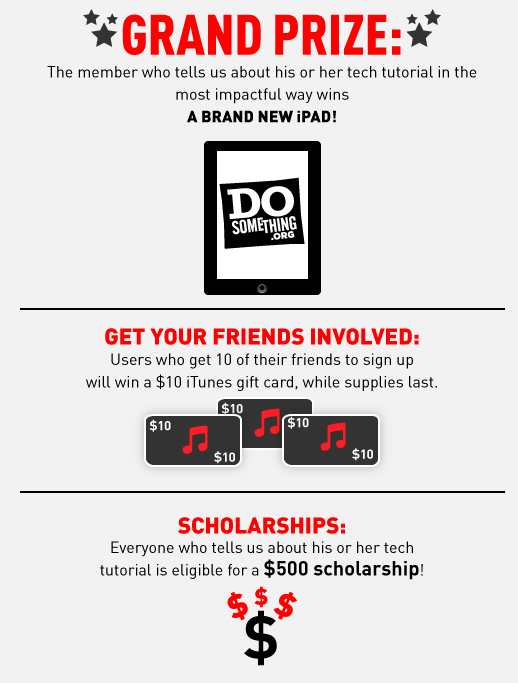 GRAND PRIZE:
The member who tells us about his or her tech tutorial in the
most impactful way wins
A BRAND NEW iPAD!
DO
SOMETHING
.ORG
GET YOUR FRIENDS INVOLVED:
Users who get 10 of their friends to sign up
will win a $10 iTunes gift card, while supplies last.
$10
$10
$10
$10
$10
SCHOLARSHIPS:
Everyone who tells us about his or her tech
tutorial is eligible for a $500 scholarship!
$ $ $
$